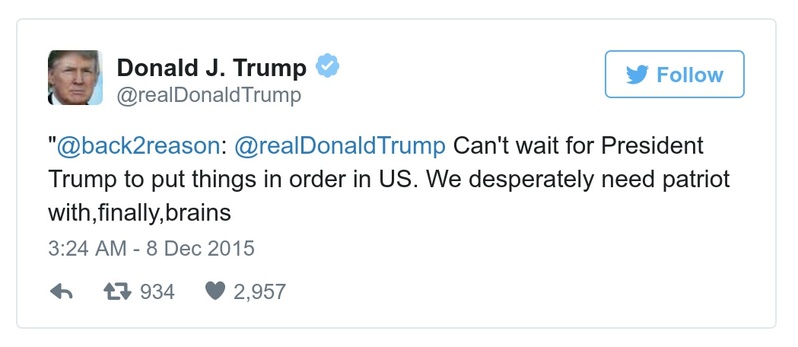 Donald J. Trump
@realDonaldTrump
Follow
"@back2reason: @realDonaldTrump Can't wait for President
Trump to put things in order in US. We desperately need patriot
with,finally,brains
3:24 AM - 8 Dec 2015
934 2,957